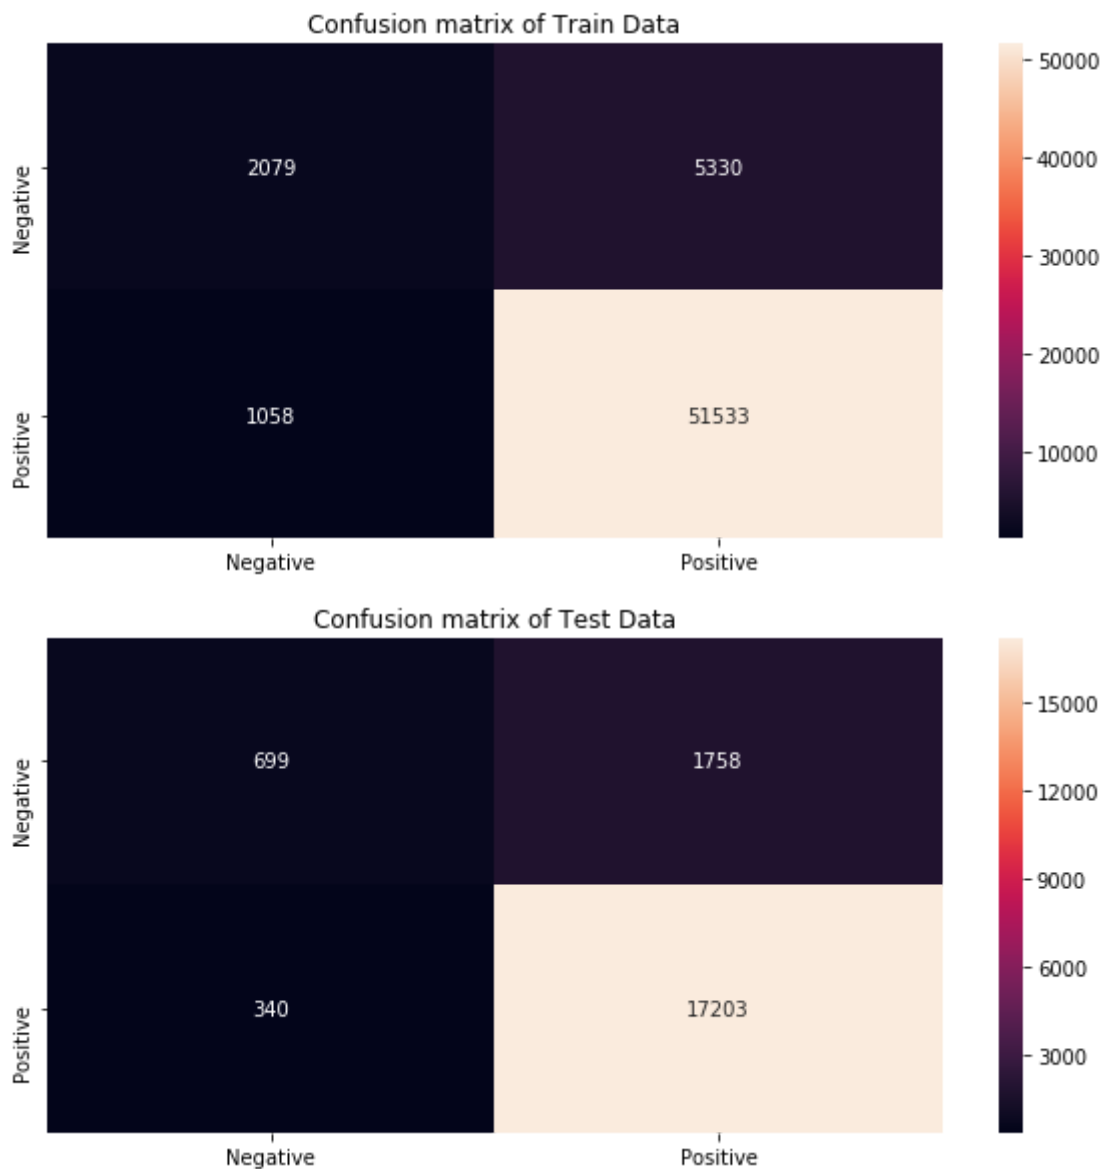 Confusion matrix of Train Data
50000
2079 5330
Negative
40000
30000
20000
1058 51533
Positive
10000
Negative Positive
Confusion matrix of Test Data
15000
699 1758
Negative
12000
9000
6000
340 17203
Positive
3000
Negative Positive